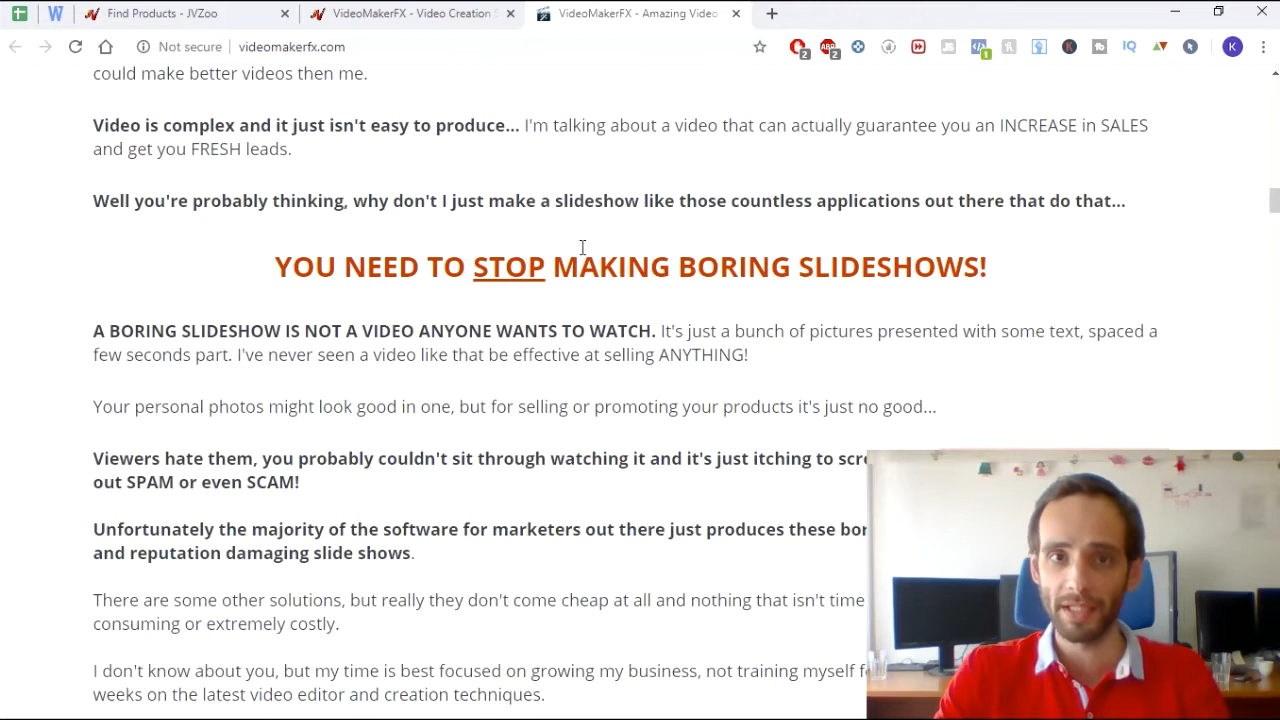 Find Products - JVZoo
VideoMakerFX - Video Creation S
VideoMakerFX - Amazing Video
Not secure
videomakerfx.com
2
2
1
IQ
K
could make better videos then me.
Video is complex and it just isn't easy to produce... I'm talking about a video that can actually guarantee you an INCREASE in SALES
and get you FRESH leads.
Well you're probably thinking, why don't I just make a slideshow like those countless applications out there that do that...
YOU NEED TO STOP MAKING BORING SLIDESHOWS!
A BORING SLIDESHOW IS NOT A VIDEO ANYONE WANTS TO WATCH. It's just a bunch of pictures presented with some text, spaced a
few seconds part. I've never seen a video like that be effective at selling ANYTHING!
Your personal photos might look good in one, but for selling or promoting your products it's just no good...
Viewers hate them, you probably couldn't sit through watching it and it's just itching to scre
out SPAM or even SCAM!
Unfortunately the majority of the software for marketers out there just produces these bor
and reputation damaging slide shows.
There are some other solutions, but really they don't come cheap at all and nothing that isn't time
consuming or extremely costly.
I don't know about you, but my time is best focused on growing my business, not training myself f
weeks on the latest video editor and creation techniques.